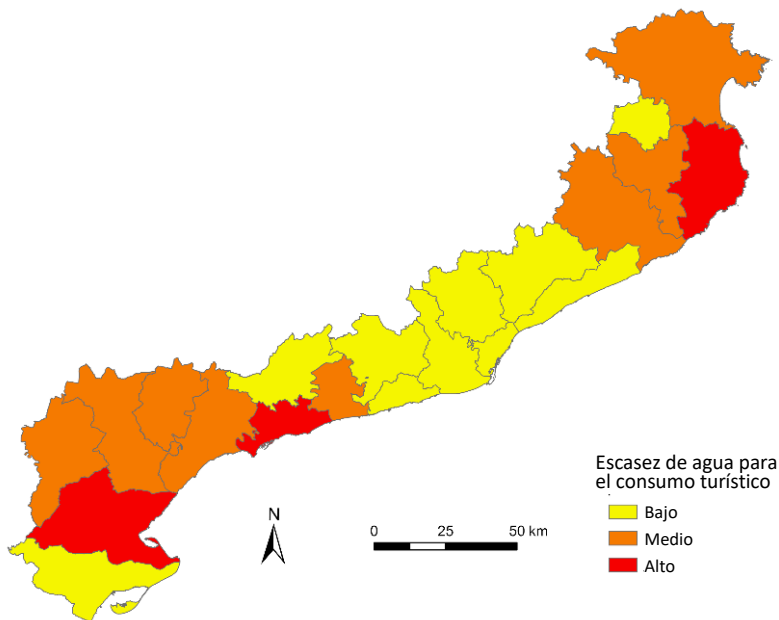 N
0 25 50 km
Escasez de agua para
el consumo turístico
Bajo
Medio
Alto